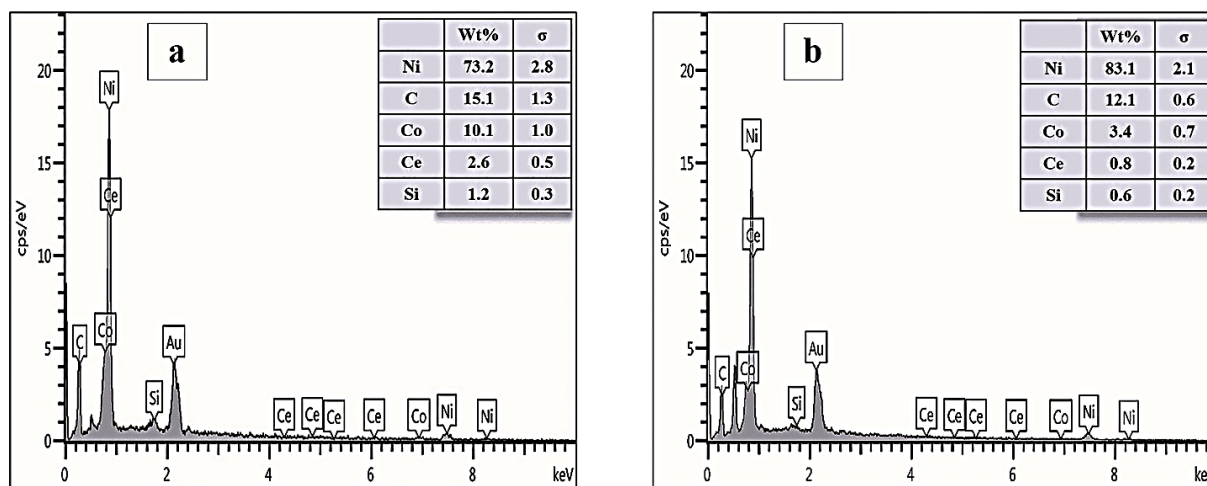 a
Wt% σ
Ni 73.2 2.8
C 15.1 1.3
Co 10.1 1.0
Ce 2.6 0.5
Si 1.2 0.3
cps/eV
20
15
10
5
0
Ni
Ce
Co
C
Au
Si
Ce Ce Ce Ce Co Ni Ni
0 2 4 6 8 keV
b
Wt% σ
Ni 83.1 2.1
C 12.1 0.6
Co 3.4 0.7
Ce 0.8 0.2
Si 0.6 0.2
cps/eV
20
15
10
5
0
Ni
Ce
Co
C
Au
Si
Ce Ce Ce Ce Co Ni Ni
0 2 4 6 8 ke